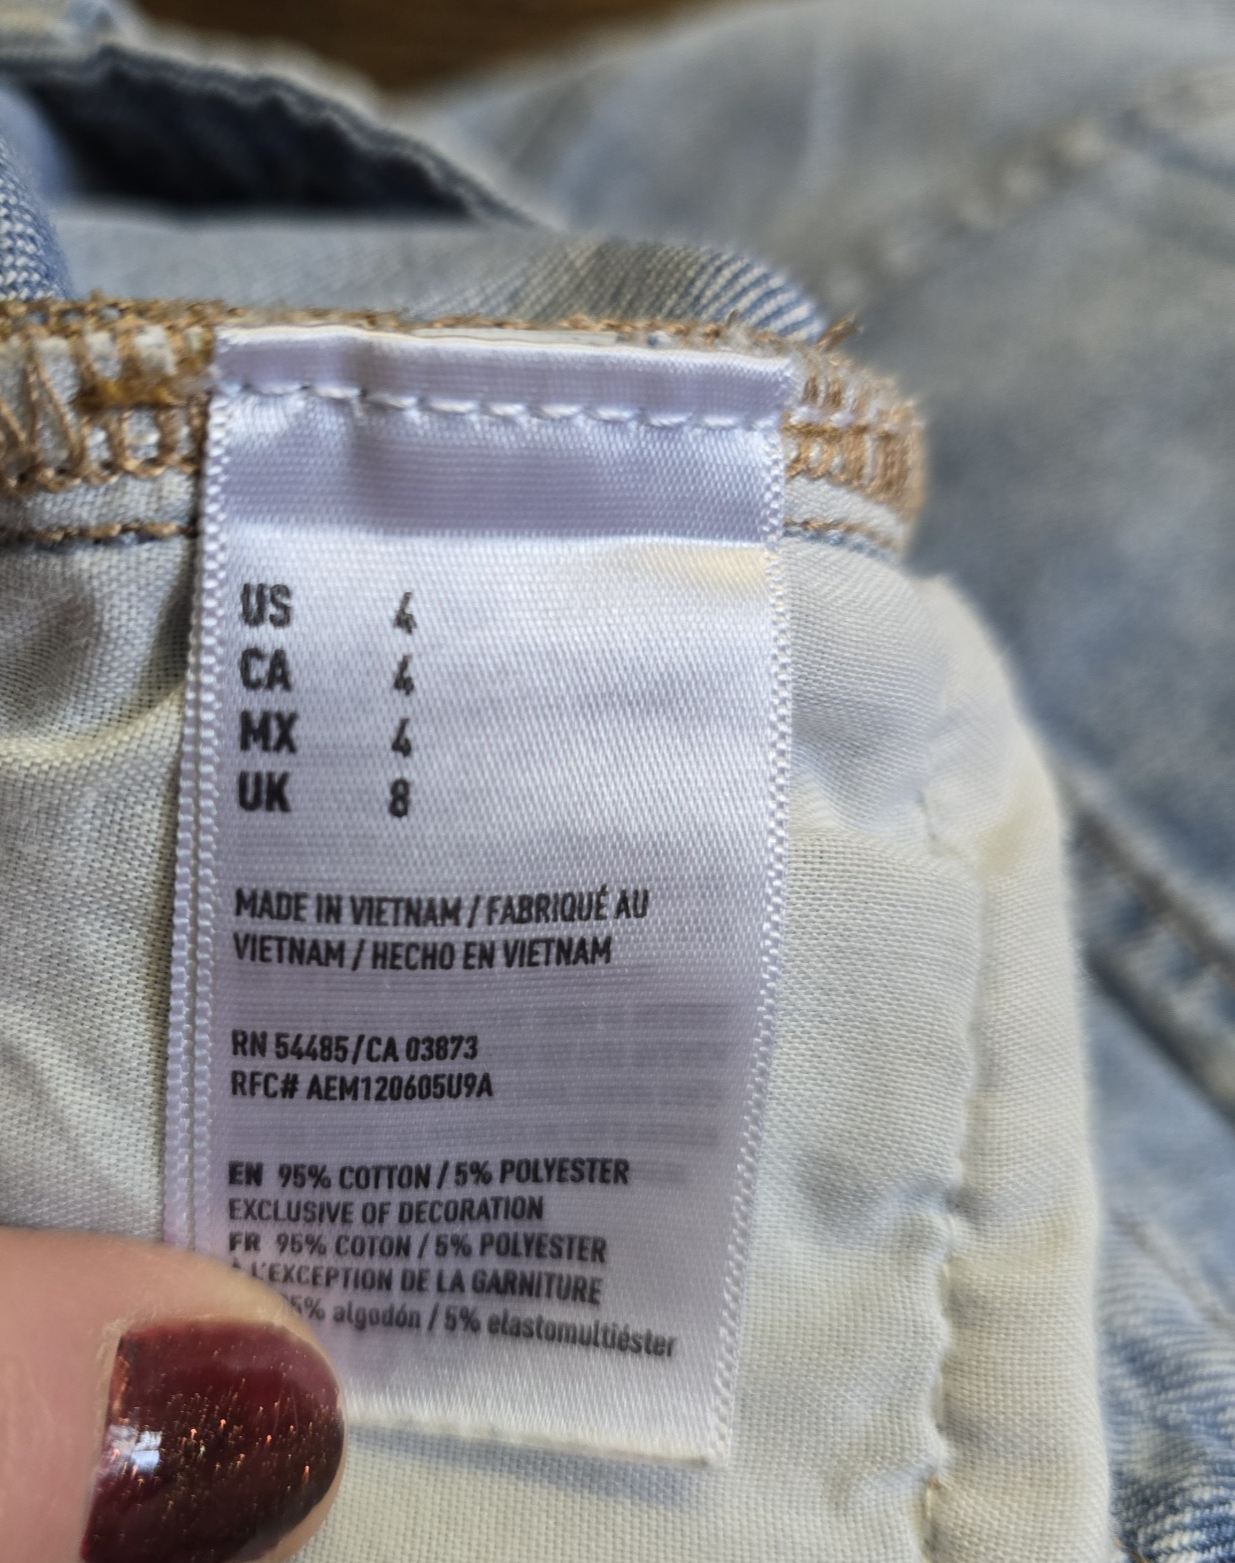 US 4
CA 4
MX 4
UK 8
MADE IN VIETNAM / FABRIQUÉ AU
VIETNAM / HECHO EN VIETNAM
RN 54485/CA 03873
RFC# AEM120605U9A
EN 95% COTTON / 5% POLYESTER
EXCLUSIVE OF DECORATION
FR 95% COTON / 5% POLYESTER
À L'EXCEPTION DE LA GARNITURE
5% algodón / 5% elastomultiéster